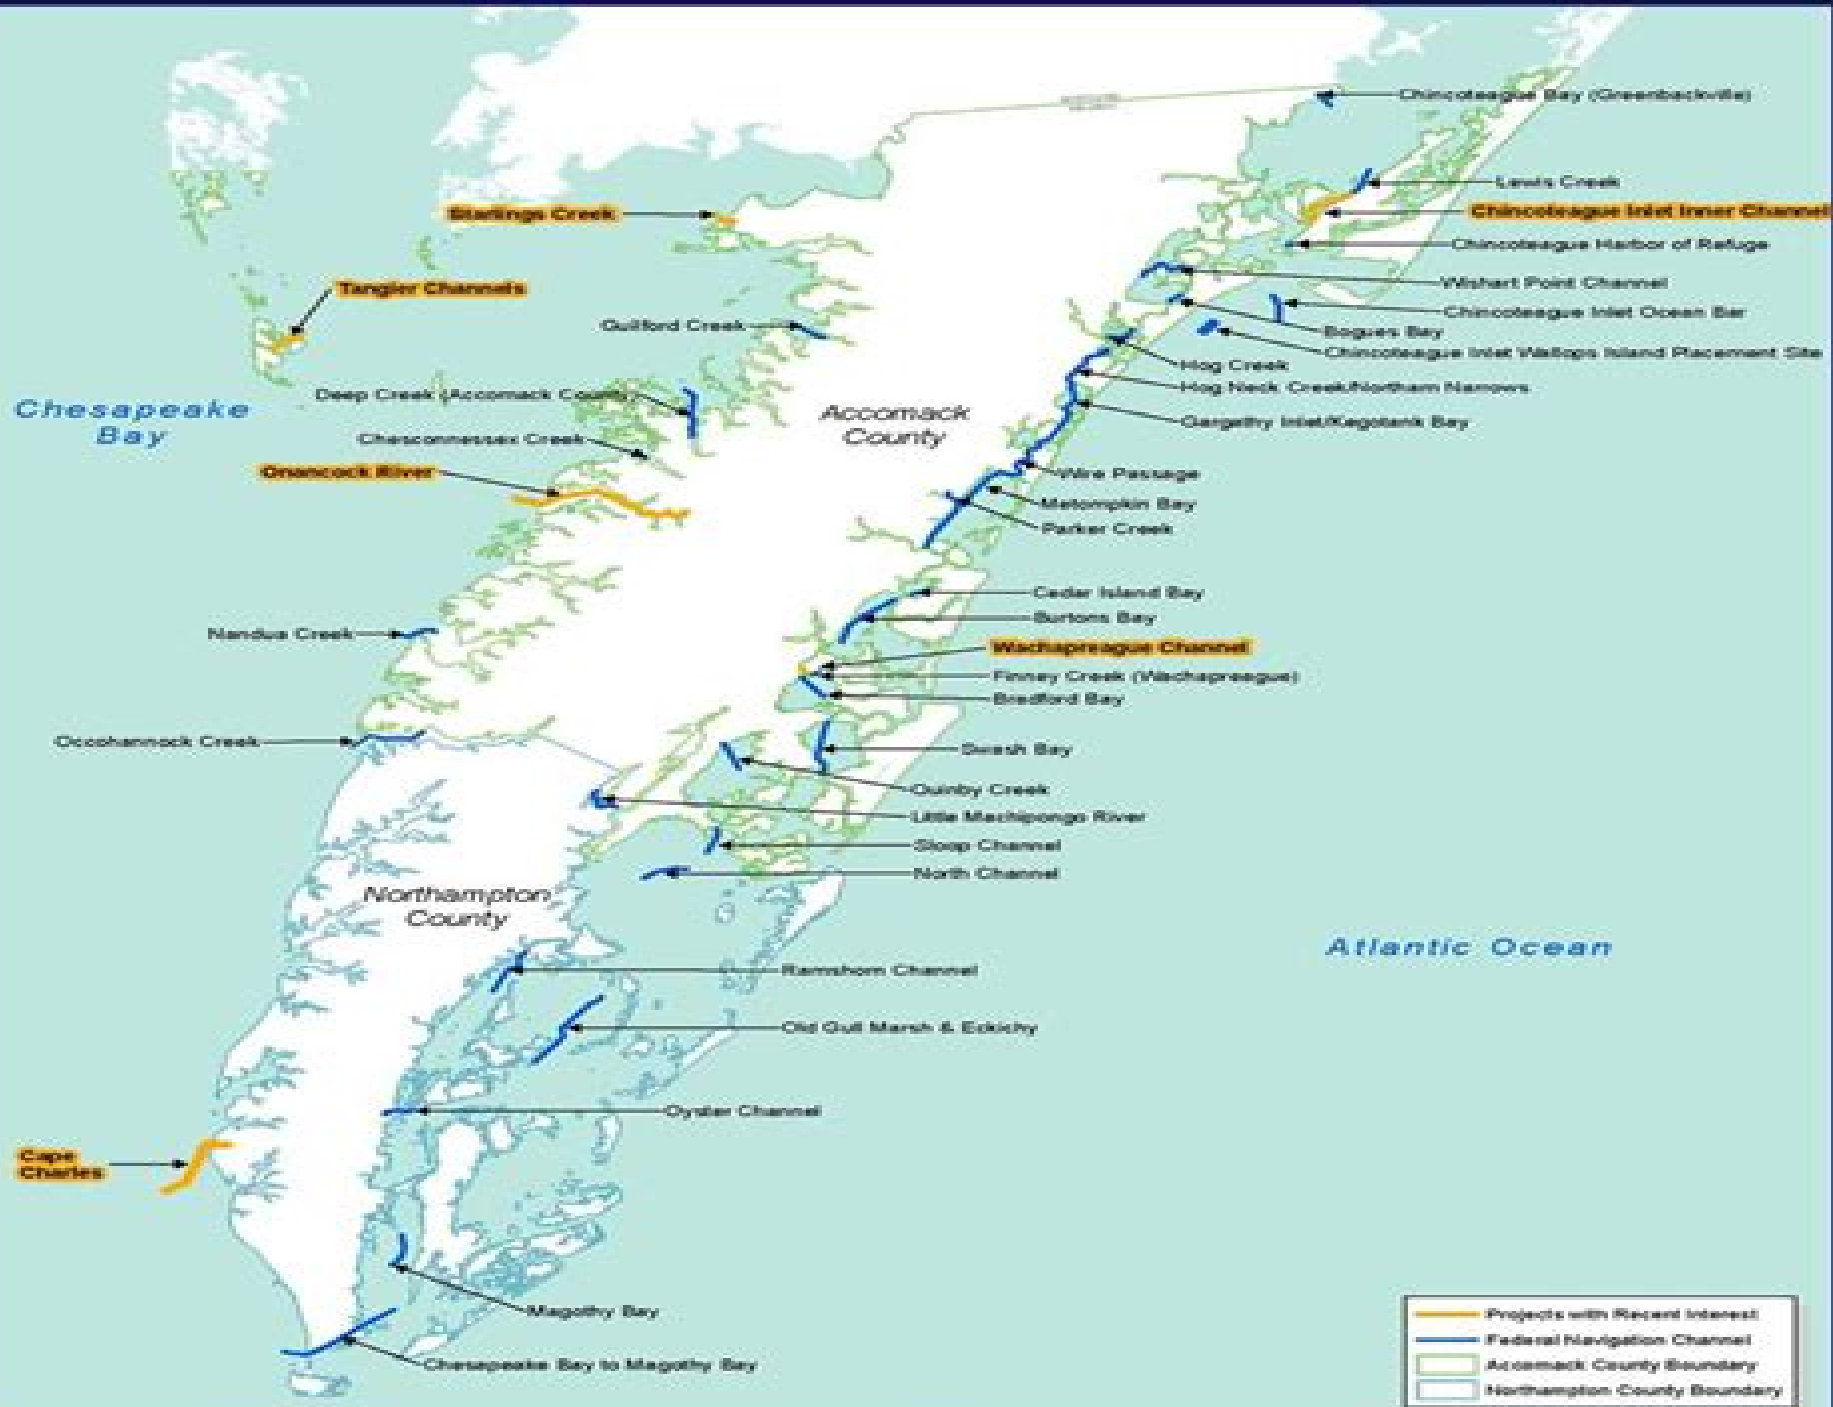 Chincoteague Bay (Greenbackville)
Lewis Creek
Starlings Creek
Chincoteague Inlet Inner Channel
Chincoteague Harbor of Refuge
Tangier Channels
Wishart Point Channel
Chincoteague Inlet Ocean Bar
Guilford Creek
Bogues Bay
Chincoteague Inlet Wallops Island Placement Site
Hog Creek
Hog Neck Creek/Northam Narrows
Deep Creek (Accomack County)
Chesapeake
Bay
Accomack
County
Gargathy Inlet/Kegotank Bay
Chesconnessex Creek
Onancock River
Wire Passage
Metompkin Bay
Parker Creek
Cedar Island Bay
Burtons Bay
Nandua Creek
Wachapreague Channel
Finney Creek (Wachapreague)
Bradford Bay
Occohannock Creek
Swash Bay
Quinby Creek
Little Machipongo River
Sloop Channel
North Channel
Northampton
County
Atlantic Ocean
Ramshorn Channel
Old Gull Marsh & Eckichy
Oyster Channel
Cape
Charles
Magothy Bay
Chesapeake Bay to Magothy Bay
Projects with Recent Interest
Federal Navigation Channel
Accomack County Boundary
Northampton County Boundary